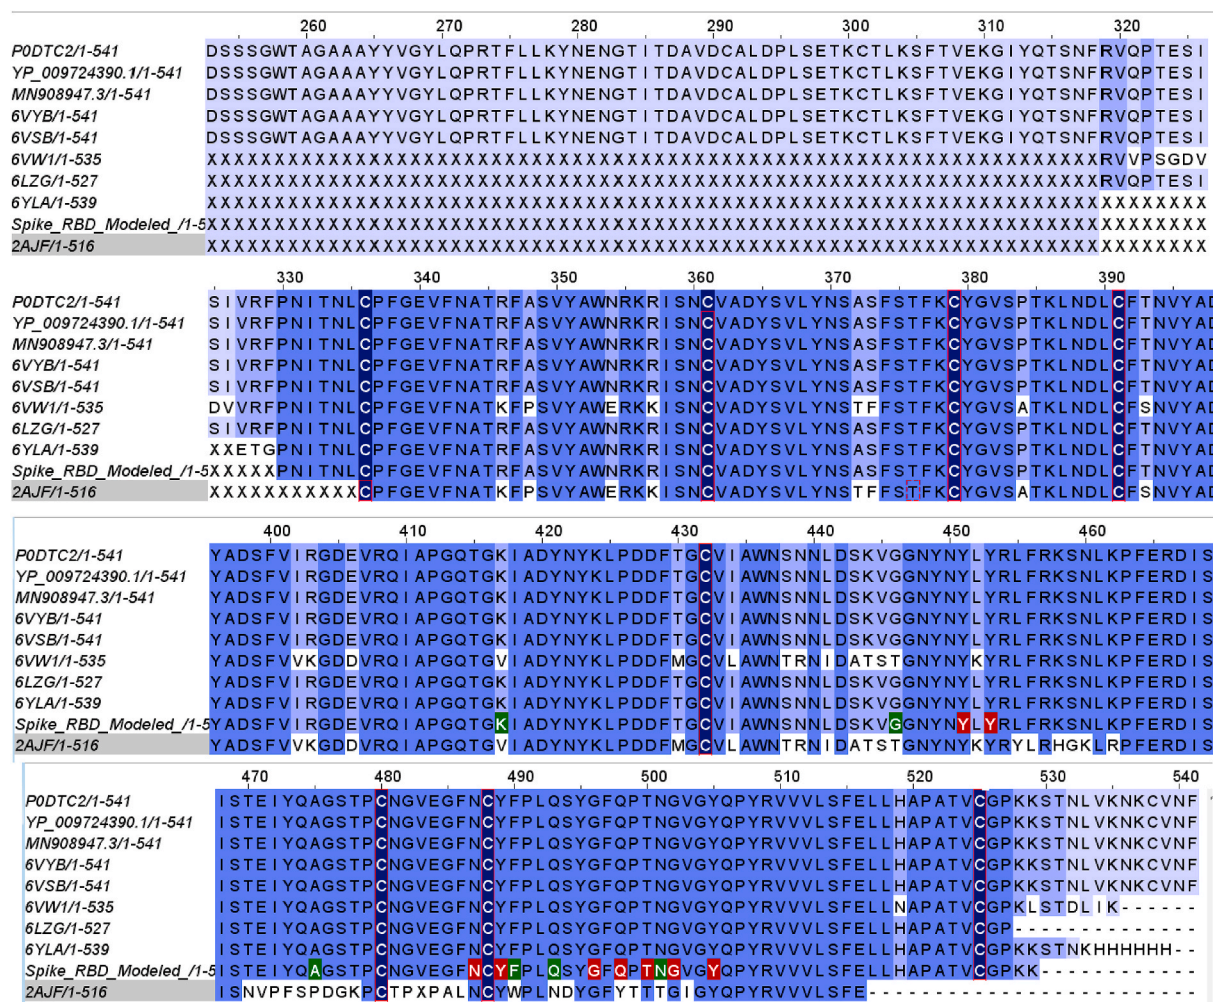 260 270 280 290 300 310 320
P0DTC2/1-541 DSSSGWTAGAAAYYVGYLQPRTFLLKYNENGTITDAVDCALDPLSETKCTLKSFTVEKGIYQTSNFRVQPTESI
YP_009724390.1/1-541 DSSSGWTAGAAAYYVGYLQPRTFLLKYNENGTITDAVDCALDPLSETKCTLKSFTVEKGIYQTSNFRVQPTESI
MN908947.3/1-541 DSSSGWTAGAAAYYVGYLQPRTFLLKYNENGTITDAVDCALDPLSETKCTLKSFTVEKGIYQTSNFRVQPTESI
6VYB/1-541 DSSSGWTAGAAAYYVGYLQPRTFLLKYNENGTITDAVDCALDPLSETKCTLKSFTVEKGIYQTSNFRVQPTESI
6VSB/1-541 DSSSGWTAGAAAYYVGYLQPRTFLLKYNENGTITDAVDCALDPLSETKCTLKSFTVEKGIYQTSNFRVQPTESI
6VW1/1-535 XXXXXXXXXXXXXXXXXXXXXXXXXXXXXXXXXXXXXXXXXXXXXXXXXXXXXXXXXXXXXXXXXXRVVPSGDV
6LZG/1-527 XXXXXXXXXXXXXXXXXXXXXXXXXXXXXXXXXXXXXXXXXXXXXXXXXXXXXXXXXXXXXXXXXXRVQPTESI
6YLA/1-539 XXXXXXXXXXXXXXXXXXXXXXXXXXXXXXXXXXXXXXXXXXXXXXXXXXXXXXXXXXXXXXXXXXXXXXXXXX
Spike_RBD_Modeled_/1-5 XXXXXXXXXXXXXXXXXXXXXXXXXXXXXXXXXXXXXXXXXXXXXXXXXXXXXXXXXXXXXXXXXXXXXXXXXX
2AJF/1-516 XXXXXXXXXXXXXXXXXXXXXXXXXXXXXXXXXXXXXXXXXXXXXXXXXXXXXXXXXXXXXXXXXXXXXXXXXX
330 340 350 360 370 380 390
P0DTC2/1-541 SIVRFPNITNLCPFGEVFNATRFASVYAWNRKRISNCVADYSVLYNSASFSTFKCYGVSPTKLNDLCFTNVYAD
YP_009724390.1/1-541 SIVRFPNITNLCPFGEVFNATRFASVYAWNRKRISNCVADYSVLYNSASFSTFKCYGVSPTKLNDLCFTNVYAD
MN908947.3/1-541 SIVRFPNITNLCPFGEVFNATRFASVYAWNRKRISNCVADYSVLYNSASFSTFKCYGVSPTKLNDLCFTNVYAD
6VYB/1-541 SIVRFPNITNLCPFGEVFNATRFASVYAWNRKRISNCVADYSVLYNSASFSTFKCYGVSPTKLNDLCFTNVYAD
6VSB/1-541 SIVRFPNITNLCPFGEVFNATRFASVYAWNRKRISNCVADYSVLYNSASFSTFKCYGVSPTKLNDLCFTNVYAD
6VW1/1-535 DVVRFPNITNLCPFGEVFNATKFPSVYAWERKKISNCVADYSVLYNSTFFSTFKCYGVSATKLNDLCFSNVYAD
6LZG/1-527 SIVRFPNITNLCPFGEVFNATRFASVYAWNRKRISNCVADYSVLYNSASFSTFKCYGVSPTKLNDLCFTNVYAD
6YLA/1-539 XXETGPNITNLCPFGEVFNATRFASVYAWNRKRISNCVADYSVLYNSASFSTFKCYGVSPTKLNDLCFTNVYAD
Spike_RBD_Modeled_/1-5 XXXXXPNITNLCPFGEVFNATRFASVYAWNRKRISNCVADYSVLYNSASFSTFKCYGVSPTKLNDLCFTNVYAD
2AJF/1-516 XXXXXXXXXXXCPFGEVFNATKFPSVYAWERKKISNCVADYSVLYNSTFFSTFKCYGVSATKLNDLCFSNVYAD
400 410 420 430 440 450 460
P0DTC2/1-541 YADSFVIRGDEVRQIAPGQTGKIADYNYKLPDDFTGCVIAWNSNNLDSKVGGNYNYLYRLFRKSNLKPFERDIS
YP_009724390.1/1-541 YADSFVIRGDEVRQIAPGQTGKIADYNYKLPDDFTGCVIAWNSNNLDSKVGGNYNYLYRLFRKSNLKPFERDIS
MN908947.3/1-541 YADSFVIRGDEVRQIAPGQTGKIADYNYKLPDDFTGCVIAWNSNNLDSKVGGNYNYLYRLFRKSNLKPFERDIS
6VYB/1-541 YADSFVIRGDEVRQIAPGQTGKIADYNYKLPDDFTGCVIAWNSNNLDSKVGGNYNYLYRLFRKSNLKPFERDIS
6VSB/1-541 YADSFVIRGDEVRQIAPGQTGKIADYNYKLPDDFTGCVIAWNSNNLDSKVGGNYNYLYRLFRKSNLKPFERDIS
6VW1/1-535 YADSFVVKGDDVRQIAPGQTGVIADYNYKLPDDFMGCVLAWNTRNIDATSTGNYNYKYRLFRKSNLKPFERDIS
6LZG/1-527 YADSFVIRGDEVRQIAPGQTGKIADYNYKLPDDFTGCVIAWNSNNLDSKVGGNYNYLYRLFRKSNLKPFERDIS
6YLA/1-539 YADSFVIRGDEVRQIAPGQTGKIADYNYKLPDDFTGCVIAWNSNNLDSKVGGNYNYLYRLFRKSNLKPFERDIS
Spike_RBD_Modeled_/1-5 YADSFVIRGDEVRQIAPGQTGKIADYNYKLPDDFTGCVIAWNSNNLDSKVGGNYNYLYRLFRKSNLKPFERDIS
2AJF/1-516 YADSFVVKGDDVRQIAPGQTGVIADYNYKLPDDFMGCVLAWNTRNIDATSTGNYNYKYRYLRHGKLRPFERDIS
470 480 490 500 510 520 530 540
P0DTC2/1-541 ISTEIYQAGSTPCNGVEGFNCYFPLQSYGFQPTNGVGYQPYRVVVLSFELLHAPATVCGPKKSTNLVKNKCVNF
YP_009724390.1/1-541 ISTEIYQAGSTPCNGVEGFNCYFPLQSYGFQPTNGVGYQPYRVVVLSFELLHAPATVCGPKKSTNLVKNKCVNF
MN908947.3/1-541 ISTEIYQAGSTPCNGVEGFNCYFPLQSYGFQPTNGVGYQPYRVVVLSFELLHAPATVCGPKKSTNLVKNKCVNF
6VYB/1-541 ISTEIYQAGSTPCNGVEGFNCYFPLQSYGFQPTNGVGYQPYRVVVLSFELLHAPATVCGPKKSTNLVKNKCVNF
6VSB/1-541 ISTEIYQAGSTPCNGVEGFNCYFPLQSYGFQPTNGVGYQPYRVVVLSFELLHAPATVCGPKKSTNLVKNKCVNF
6VW1/1-535 ISTEIYQAGSTPCNGVEGFNCYFPLQSYGFQPTNGVGYQPYRVVVLSFELLNAPATVCGPKLSTDLIK------
6LZG/1-527 ISTEIYQAGSTPCNGVEGFNCYFPLQSYGFQPTNGVGYQPYRVVVLSFELLHAPATVCGP--------------
6YLA/1-539 ISTEIYQAGSTPCNGVEGFNCYFPLQSYGFQPTNGVGYQPYRVVVLSFELLHAPATVCGPKKSTNKHHHHHH--
Spike_RBD_Modeled_/1-5 ISTEIYQAGSTPCNGVEGFNCYFPLQSYGFQPTNGVGYQPYRVVVLSFELLHAPATVCGPKK------------
2AJF/1-516 ISNVPFSPDGKPCTPXPALNCYWPLNDYGFYTTTGIGYQPYRVVVLSFE-------------------------